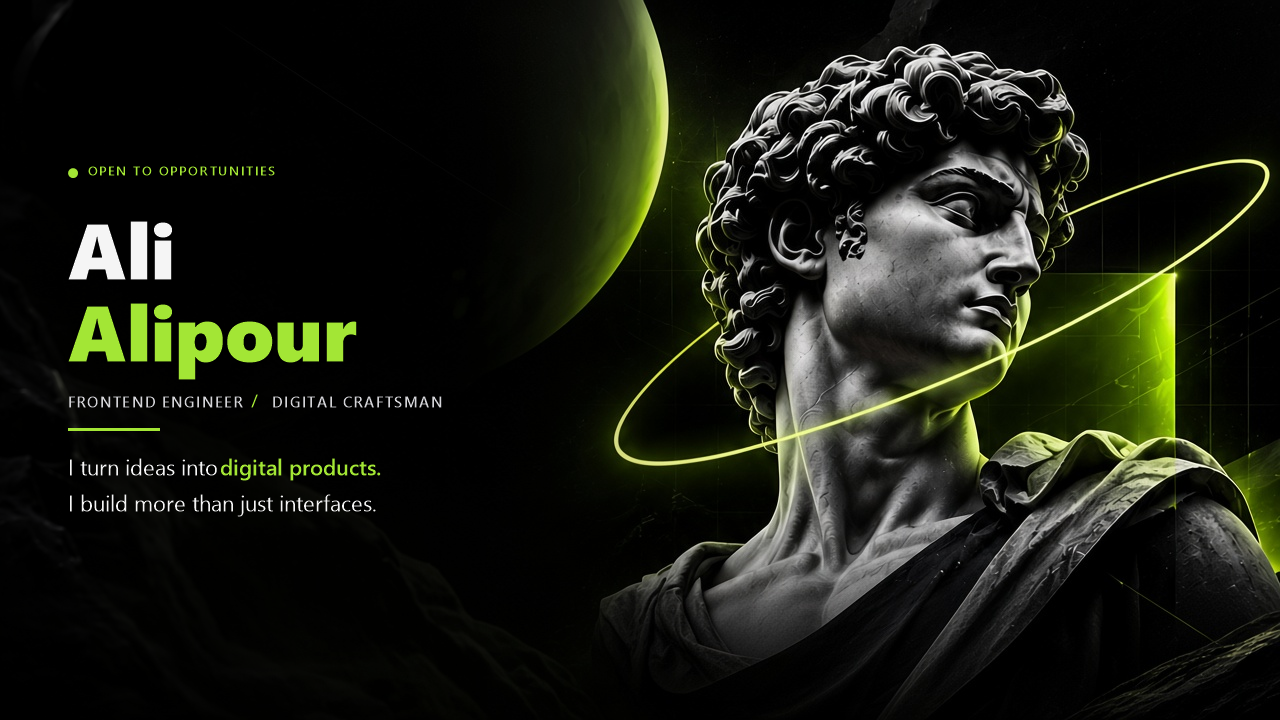 OPEN TO OPPORTUNITIES
Ali
Alipour
FRONTEND ENGINEER / DIGITAL CRAFTSMAN
I turn ideas into digital products.
I build more than just interfaces.